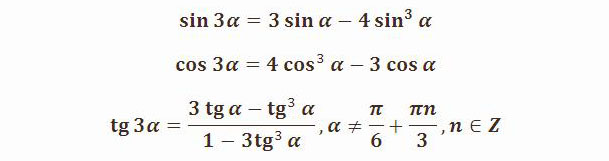 sin 3α = 3 sin α − 4 sin³ α
cos 3α = 4 cos³ α − 3 cos α
tg 3α = (3 tg α − tg³ α)/(1 − 3tg³ α), α ≠ π/6 + πn/3, n ∈ Z